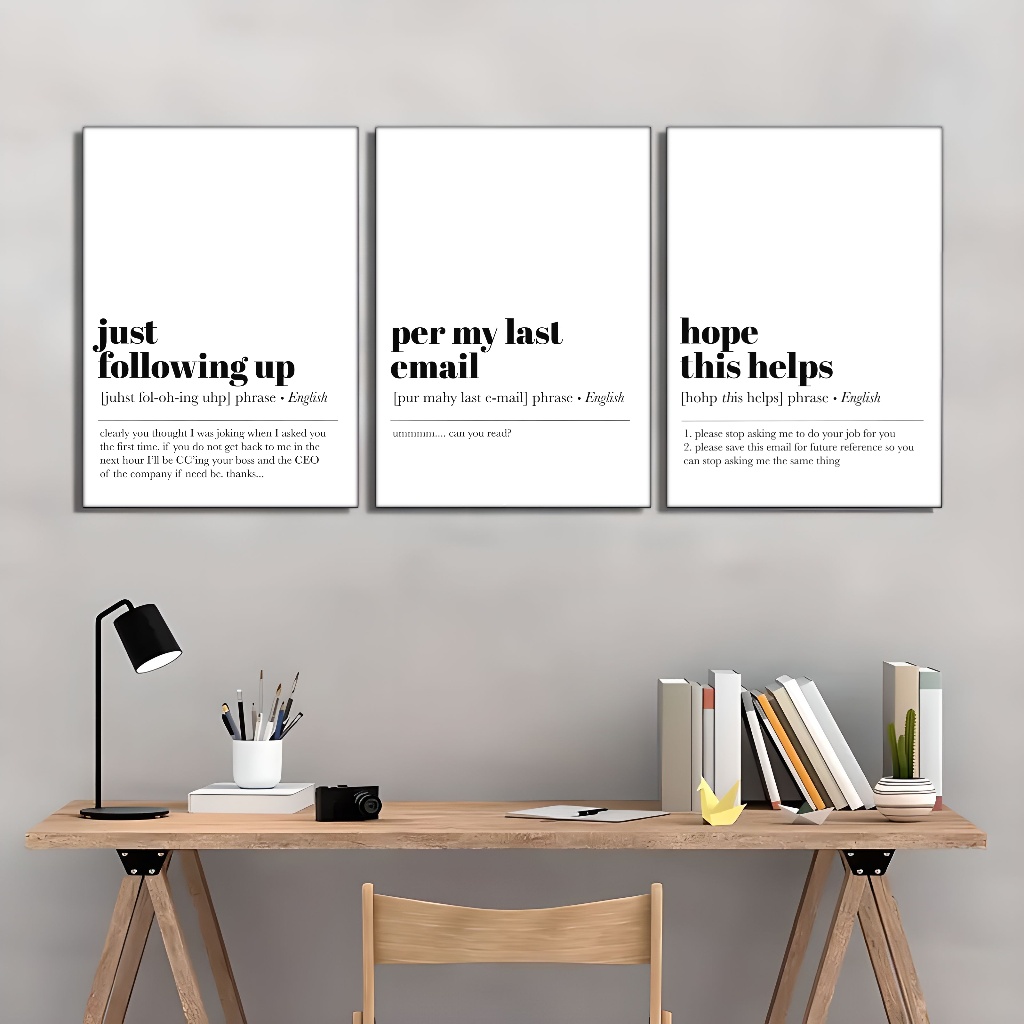 just
following up
[juhst fol-oh-ing uhp] phrase • English
clearly you thought I was joking when I asked you
the first time. if you do not get back to me in the
next hour I'll be CC'ing your boss and the CEO
of the company if need be. thanks...
per my last
email
[pur mahy last e-mail] phrase • English
ummmm.... can you read?
hope
this helps
[hohp this helps] phrase • English
1. please stop asking me to do your job for you
2. please save this email for future reference so you
can stop asking me the same thing